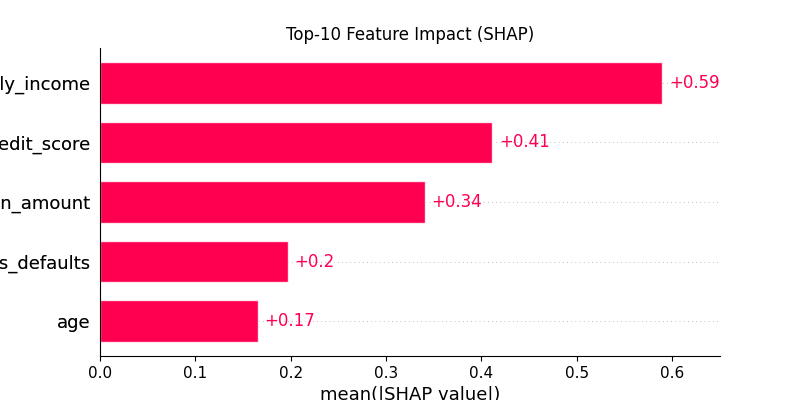 Top-10 Feature Impact (SHAP)
ly_income +0.59
edit_score +0.41
n_amount +0.34
s_defaults +0.2
age +0.17
0.0 0.1 0.2 0.3 0.4 0.5 0.6
mean(|SHAP value|)